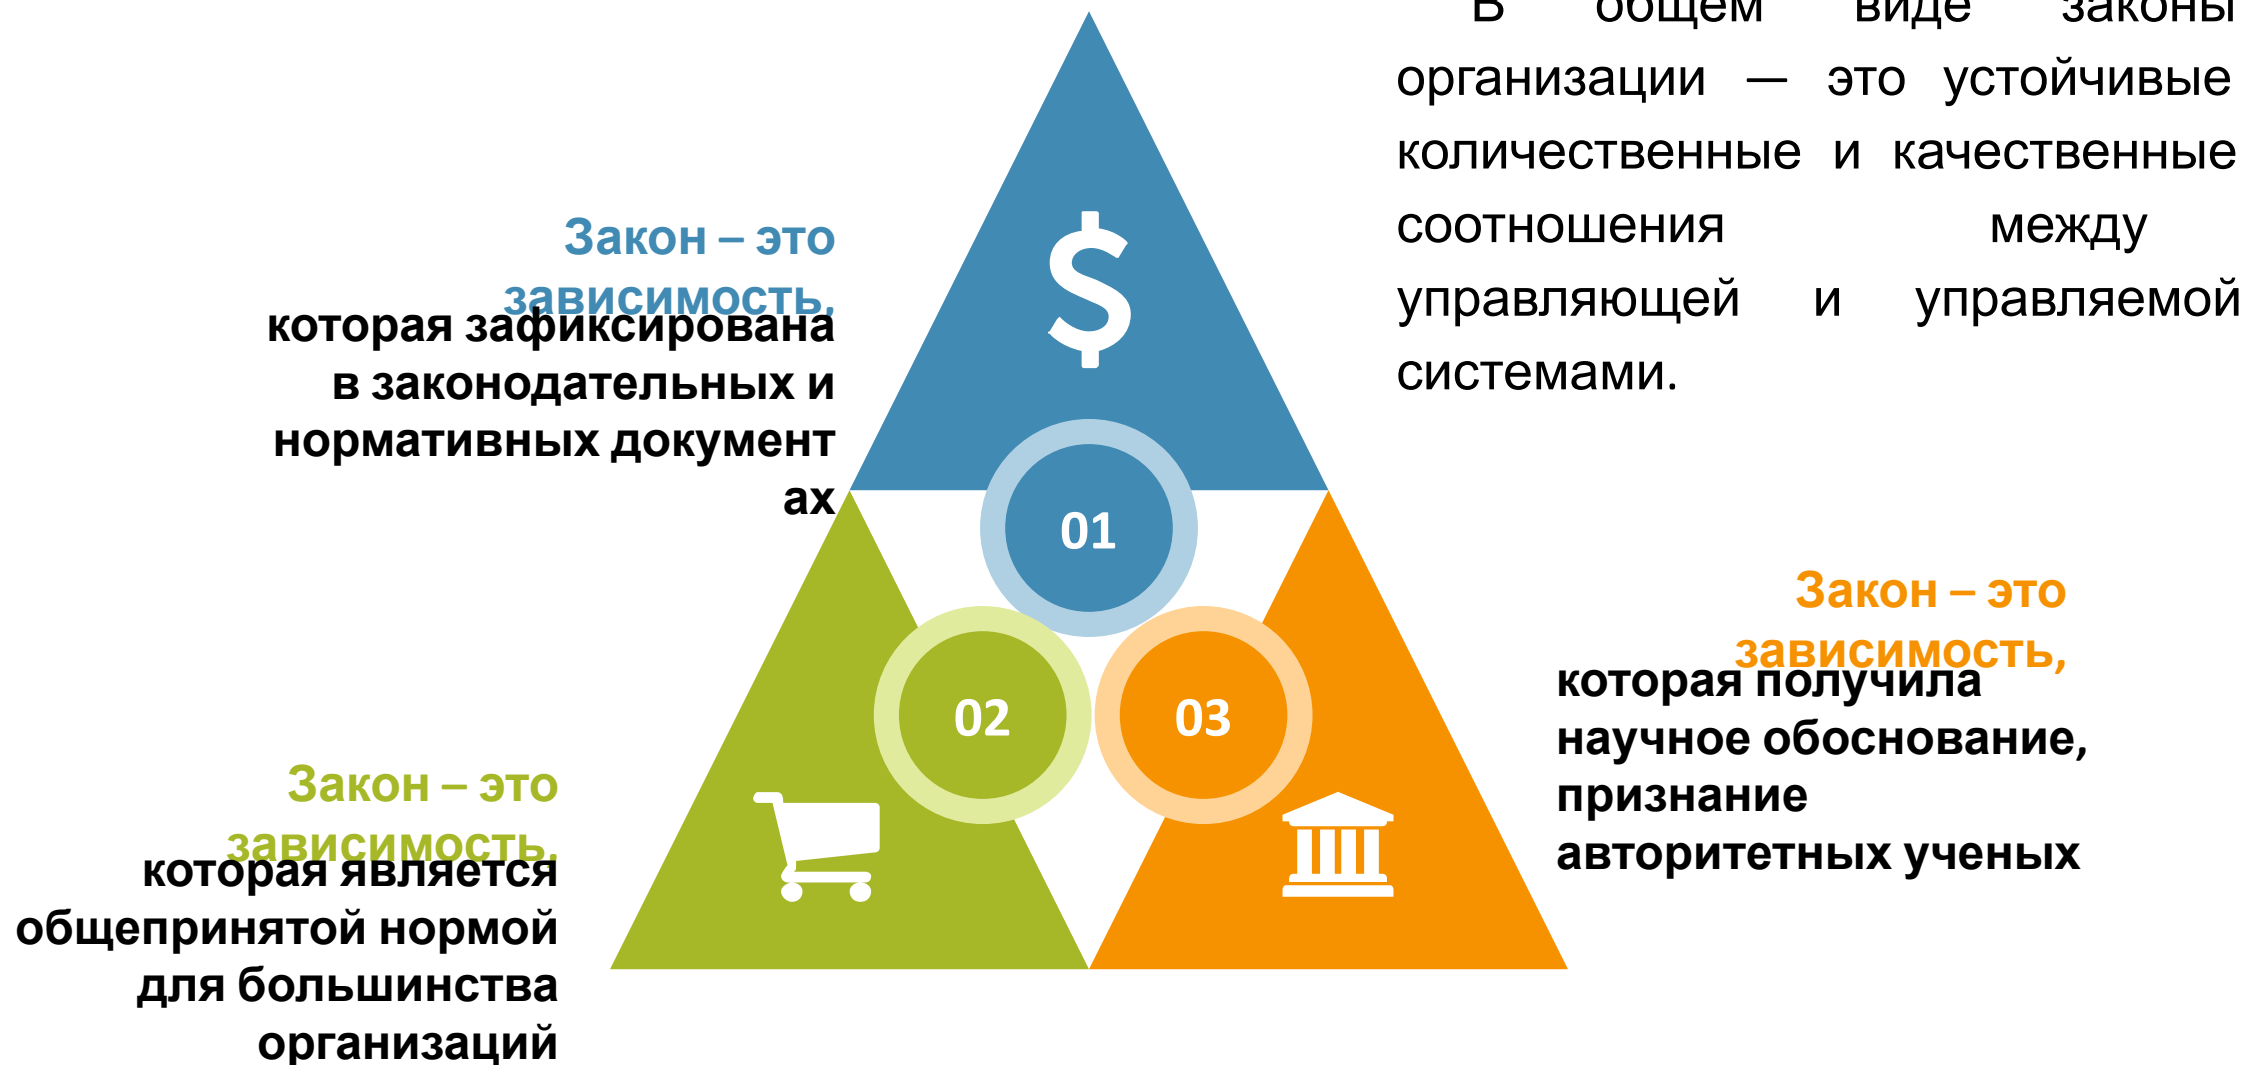 В общем виде законы
организации — это устойчивые
количественные и качественные
соотношения между
управляющей и управляемой
системами.
Закон – это
зависимость,
которая зафиксирована
в законодательных и
нормативных документ
ах
01
02
03
Закон – это
зависимость,
которая получила
научное обоснование,
признание
авторитетных ученых
Закон – это
зависимость,
которая является
общепринятой нормой
для большинства
организаций